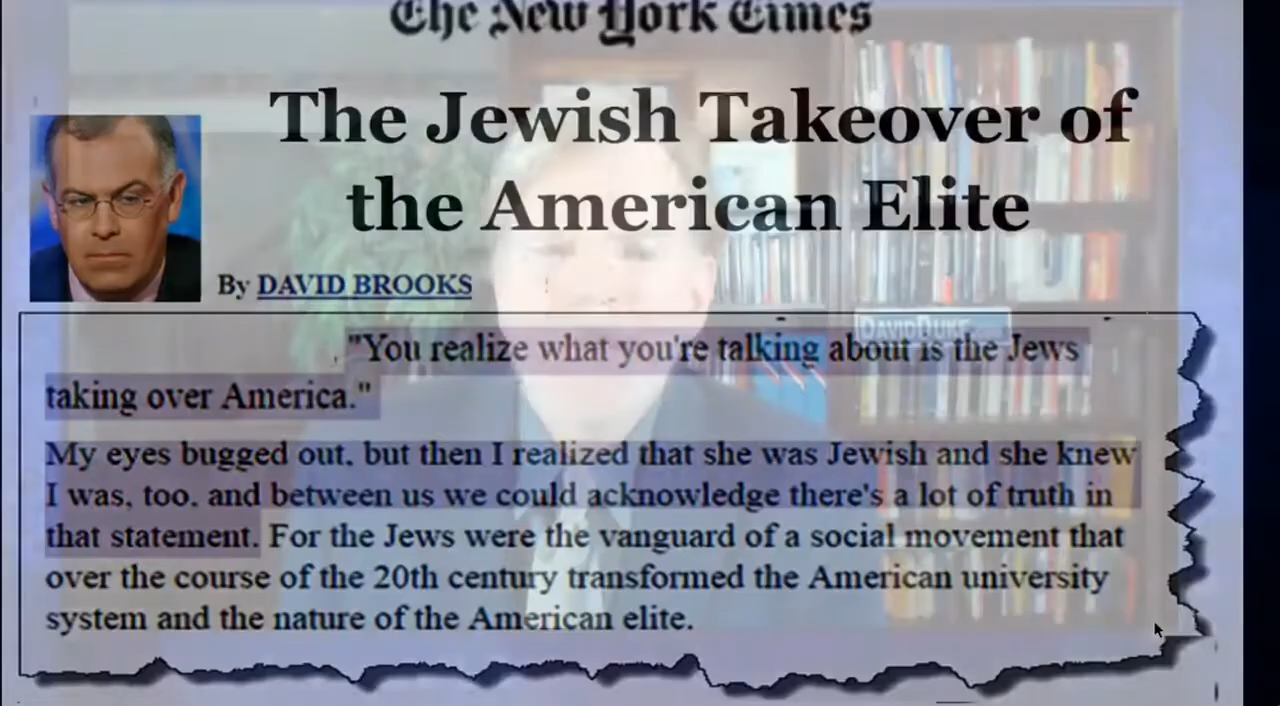 The New York Times
The Jewish Takeover of
the American Elite
By DAVID BROOKS
DAVIDDUKE
"You realize what you're talking about is the Jews
taking over America."
My eyes bugged out, but then I realized that she was Jewish and she knew
I was, too, and between us we could acknowledge there's a lot of truth in
that statement. For the Jews were the vanguard of a social movement that
over the course of the 20th century transformed the American university
system and the nature of the American elite.